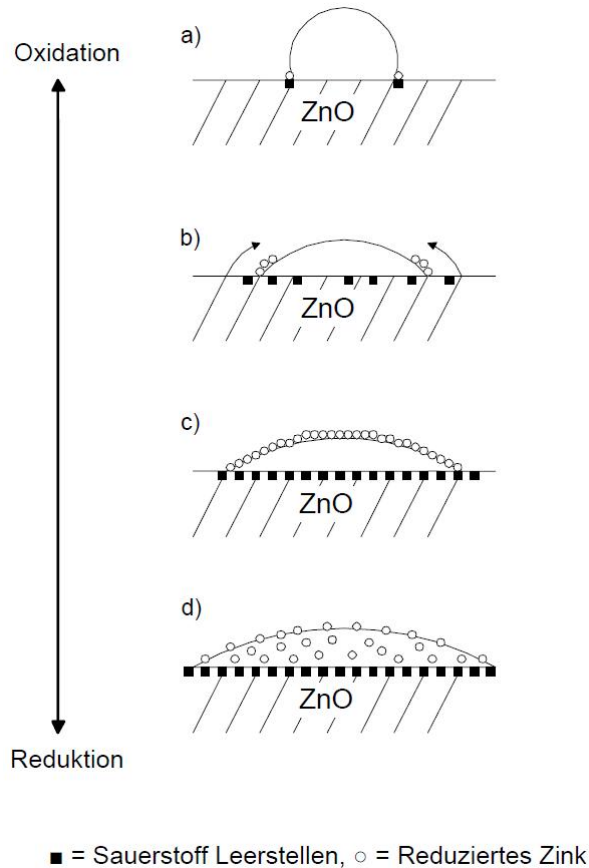 a)
Oxidation
ZnO
b)
ZnO
c)
ZnO
d)
ZnO
Reduktion
■ = Sauerstoff Leerstellen, ○ = Reduziertes Zink